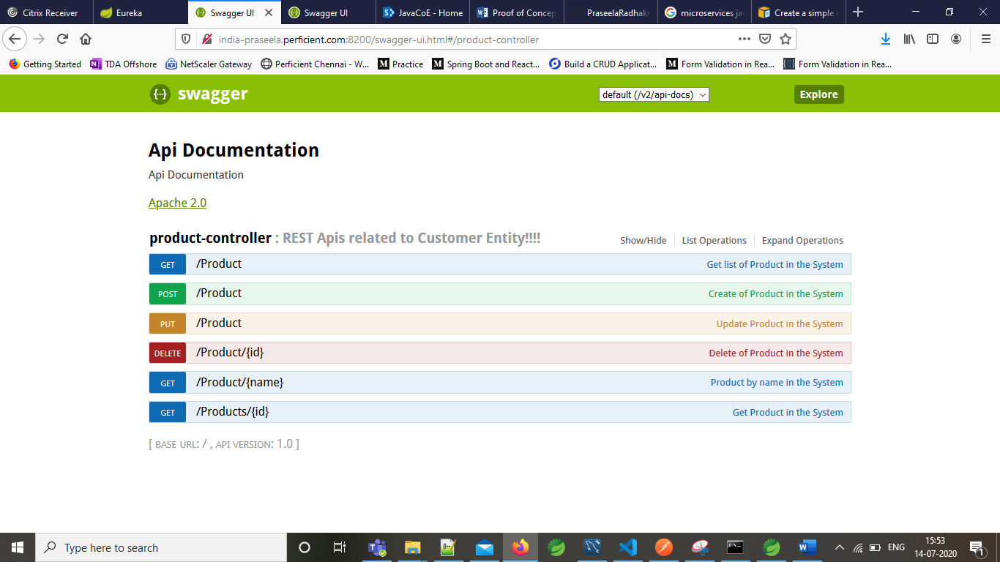 Citrix Receiver Eureka Swagger UI Swagger UI JavaCoE - Home Proof of Concep PraseelaRadhakr microservices ja Create a simple
india-praseela.perficient.com:8200/swagger-ui.html#/product-controller
Getting Started TDA Offshore NetScaler Gateway Perficient Chennai - W... Practice Spring Boot and React... Build a CRUD Applicat... Form Validation in Rea... Form Validation in Rea...
{···} swagger default (/v2/api-docs) Explore
Api Documentation
Api Documentation
Apache 2.0
product-controller : REST Apis related to Customer Entity!!!! Show/Hide List Operations Expand Operations
GET /Product Get list of Product in the System
POST /Product Create of Product in the System
PUT /Product Update Product in the System
DELETE /Product/{id} Delete of Product in the System
GET /Product/{name} Product by name in the System
GET /Products/{id} Get Product in the System
[ BASE URL: / , API VERSION: 1.0 ]
Type here to search ENG 15:53
14-07-2020 1